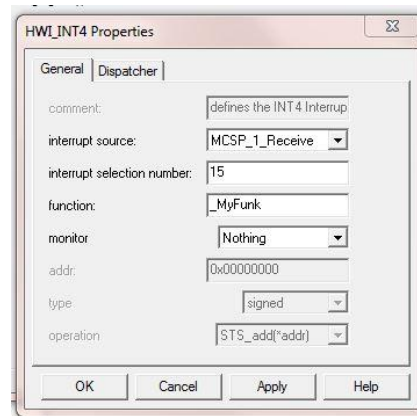 HWI_INT4 Properties
General Dispatcher
comment: defines the INT4 Interrup
interrupt source: MCSP_1_Receive
interrupt selection number: 15
function: _MyFunk
monitor Nothing
addr: 0x00000000
type signed
operation STS_add(*addr)
OK Cancel Apply Help